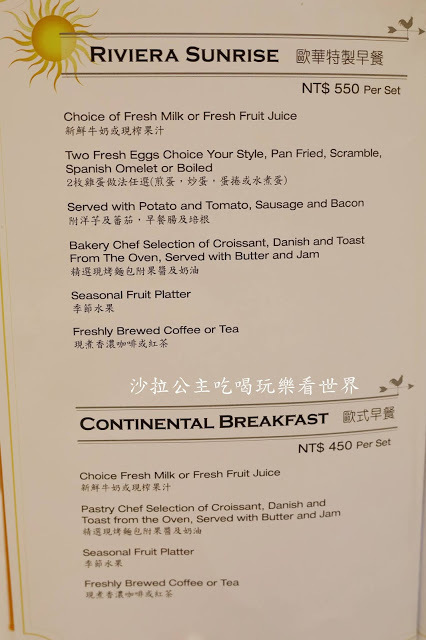 RIVIERA SUNRISE 歐華特製早餐
NT$ 550 Per Set
Choice of Fresh Milk or Fresh Fruit Juice
新鮮牛奶或現榨果汁
Two Fresh Eggs Choice Your Style, Pan Fried, Scramble,
Spanish Omelet or Boiled
2枚雞蛋做法任選(煎蛋，炒蛋，蛋捲或水煮蛋)
Served with Potato and Tomato, Sausage and Bacon
附洋芋及蕃茄，早餐腸及培根
Bakery Chef Selection of Croissant, Danish and Toast
From The Oven, Served with Butter and Jam
精選現烤麵包附果醬及奶油
Seasonal Fruit Platter
季節水果
Freshly Brewed Coffee or Tea
現煮香濃咖啡或紅茶
沙拉公主吃喝玩樂看世界
CONTINENTAL BREAKFAST 歐式早餐
NT$ 450 Per Set
Choice Fresh Milk or Fresh Fruit Juice
新鮮牛奶或現榨果汁
Pastry Chef Selection of Croissant, Danish and
Toast from the Oven, Served with Butter and Jam
精選現烤麵包附果醬及奶油
Seasonal Fruit Platter
季節水果
Freshly Brewed Coffee or Tea
現煮香濃咖啡或紅茶